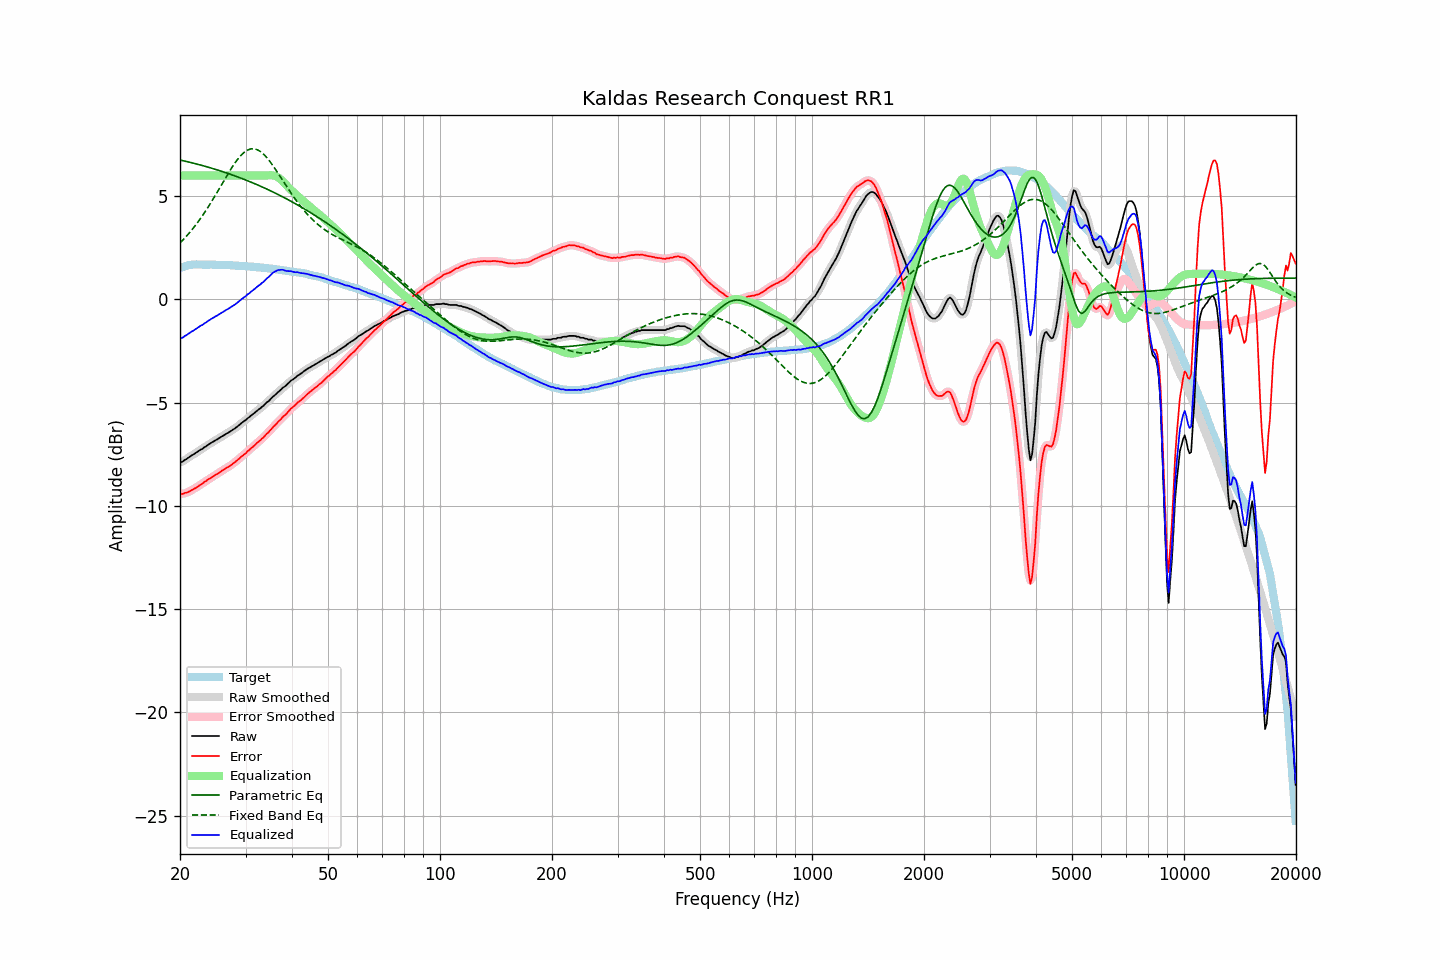 Kaldas Research Conquest RR1
Amplitude (dBr)
5
0
−5
−10
−15
−20
−25
Target
Raw Smoothed
Error Smoothed
Raw
Error
Equalization
Parametric Eq
Fixed Band Eq
Equalized
20 50 100 200 500 1000 2000 5000 10000 20000
Frequency (Hz)